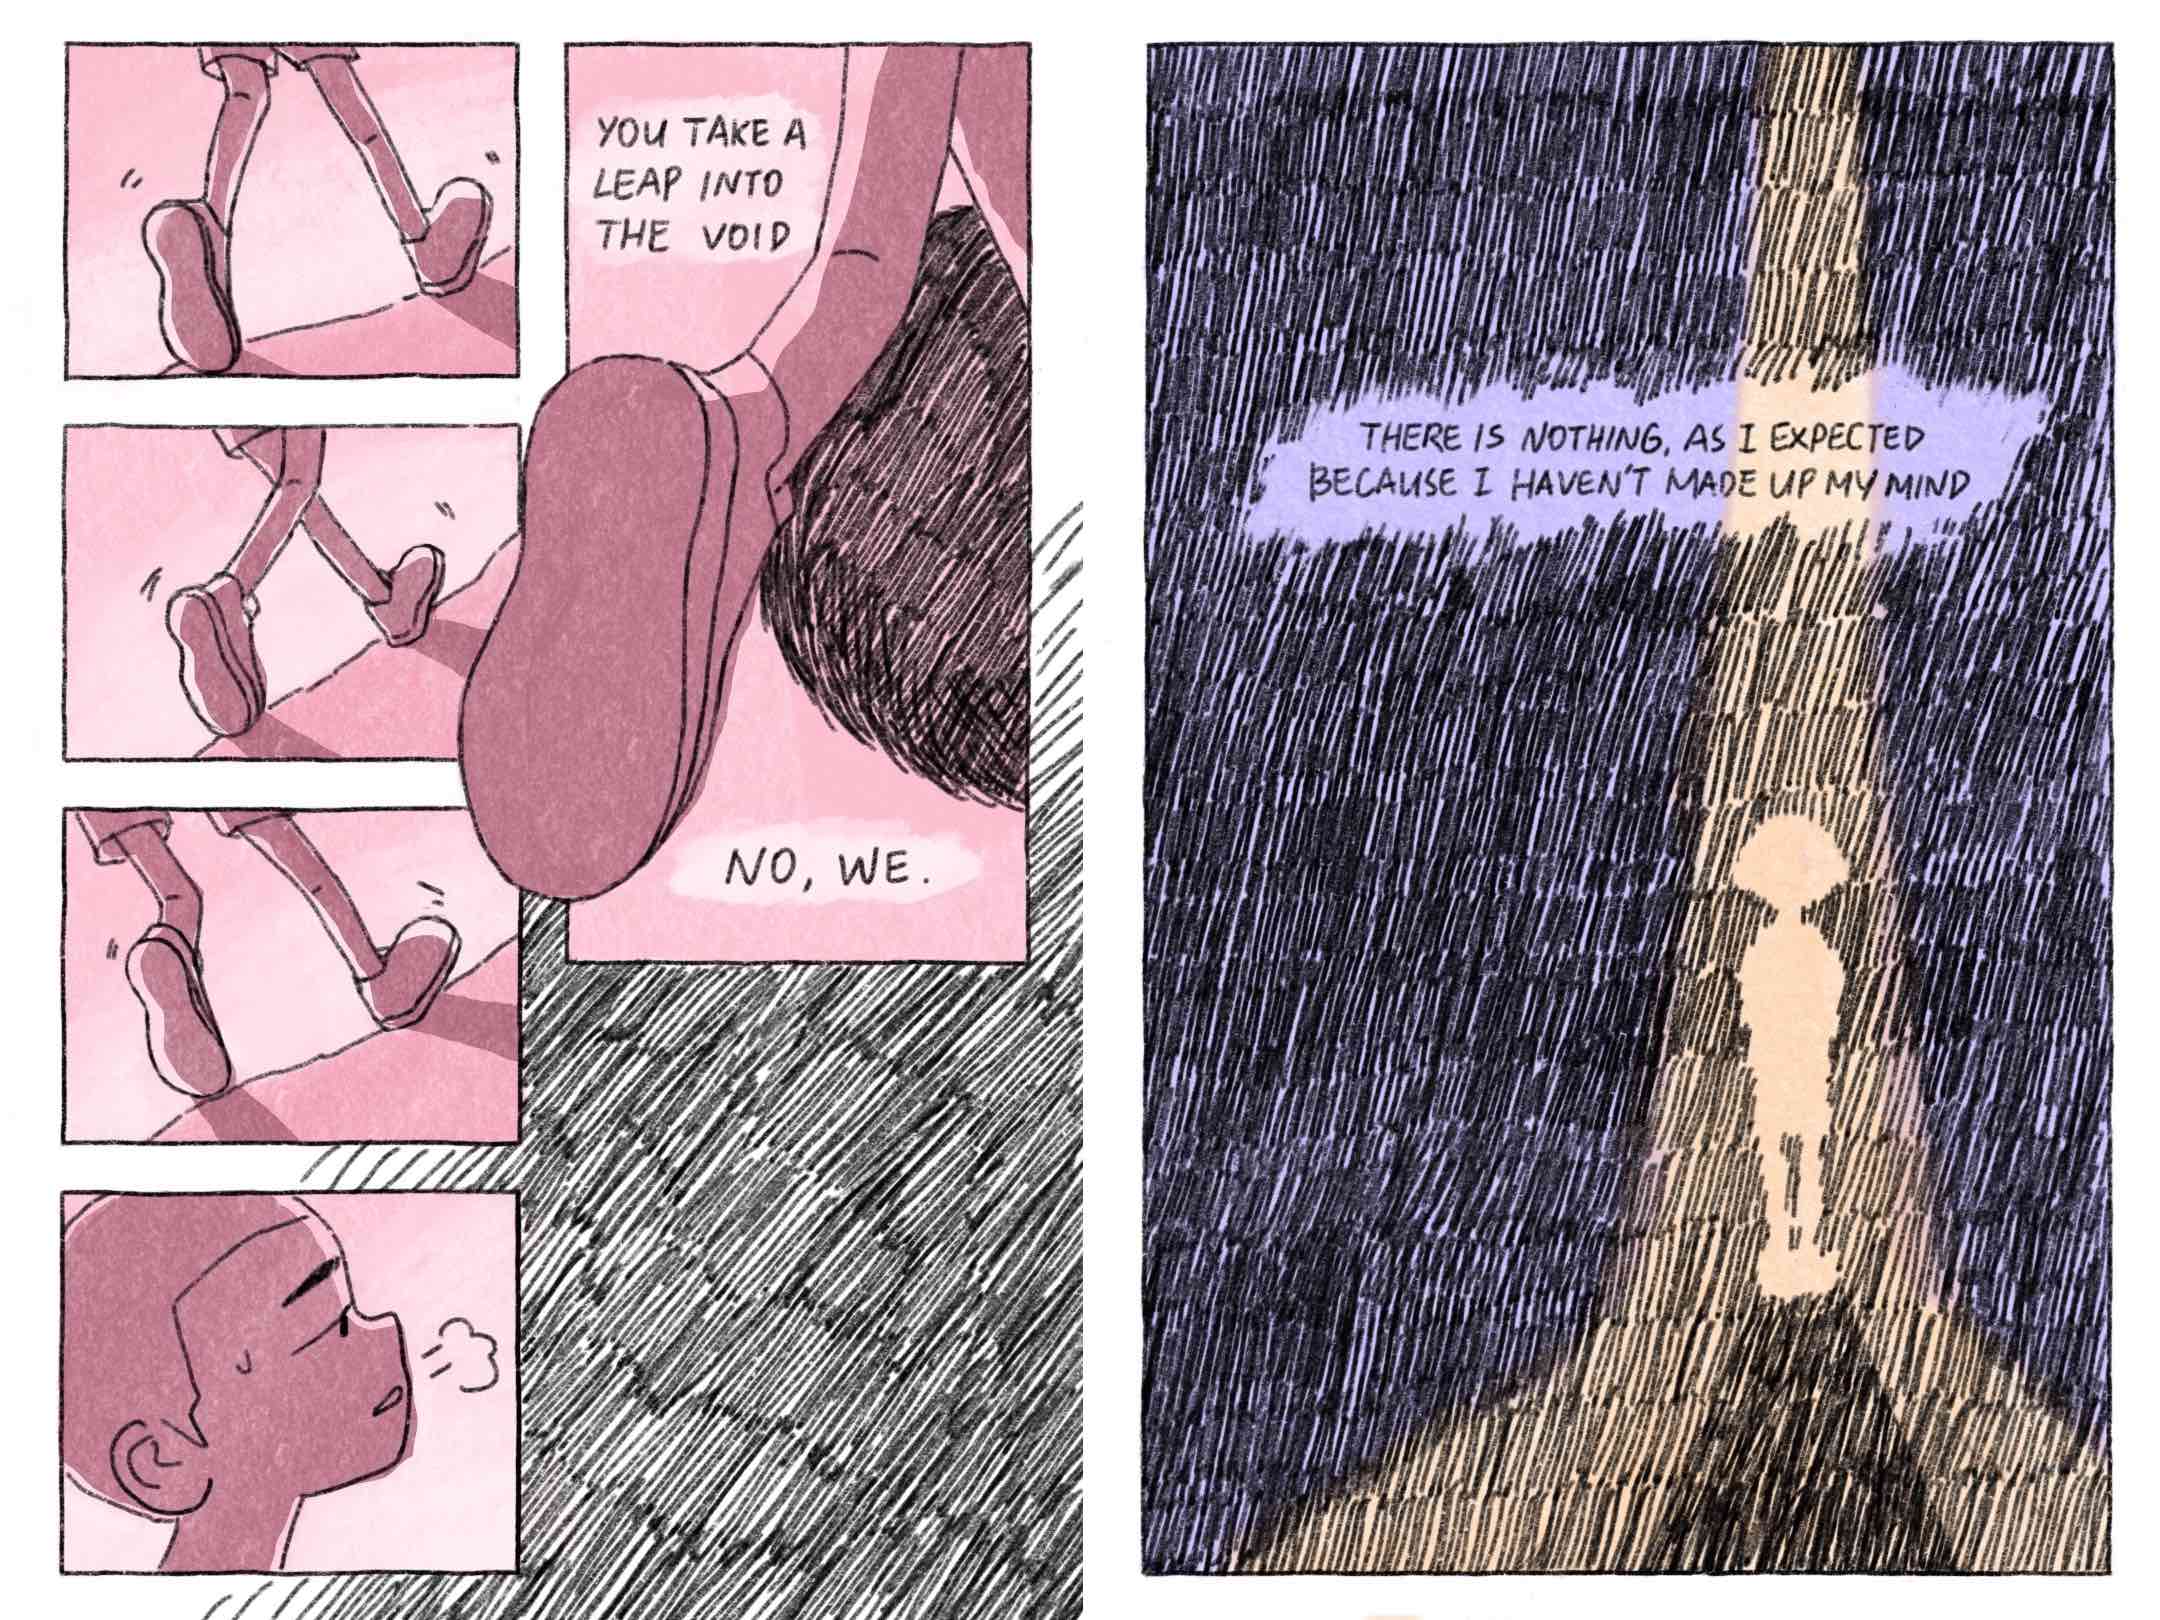 YOU TAKE A
LEAP INTO
THE VOID
NO, WE.
THERE IS NOTHING, AS I EXPECTED
BECAUSE I HAVEN'T MADE UP MY MIND